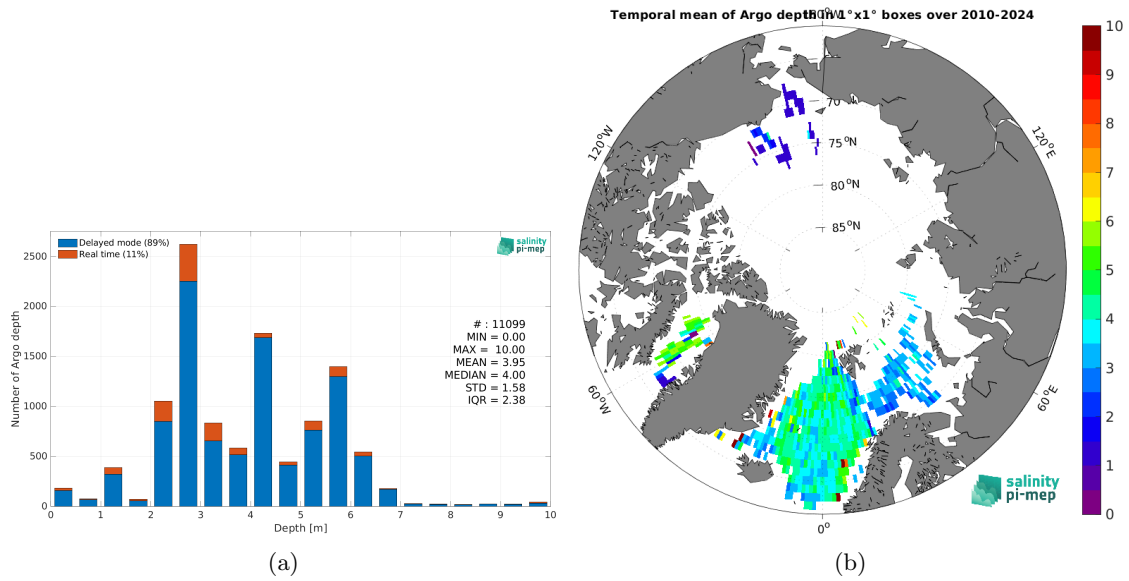 Temporal mean of Argo depth in 1°x1° boxes over 2010-2024
180°W
Delayed mode (89%)
Real time (11%)
salinity
pi-mep
# : 11099
MIN = 0.00
MAX = 10.00
MEAN = 3.95
MEDIAN = 4.00
STD = 1.58
IQR = 2.38
Number of Argo depth
2500
2000
1500
1000
500
0
0 1 2 3 4 5 6 7 8 9 10
Depth [m]
(a)
120°W
120°E
75°N
80°N
85°N
60°W
60°E
0°
salinity
pi-mep
10
9
8
7
6
5
4
3
2
1
0
(b)